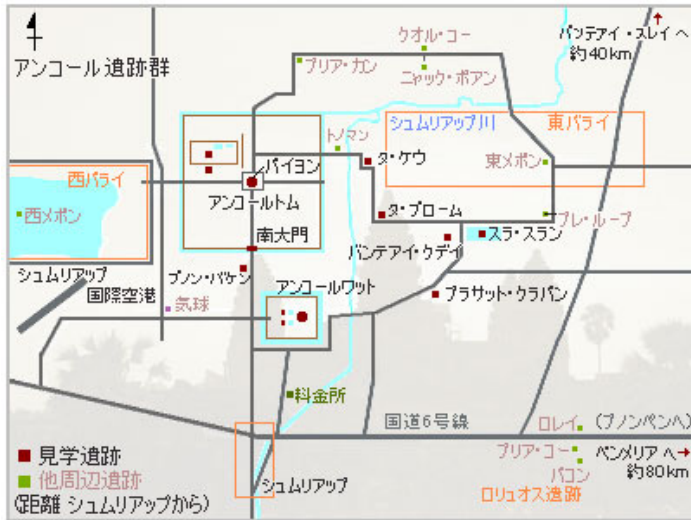 クオル・コー
バンテアイ・スレイ へ
約40km
アンコール遺跡群
プリア・カン
ニャック・ポアン
トマノン
シュムリアップ川
東バライ
タ・ケウ
東メボン
西バライ
バイヨン
西メボン
アンコールトム
タ・プローム
プレ・ループ
南大門
バンテアイ・クデイ
スラ・スラン
シュムリアップ
国際空港
プノン・バケン
アンコールワット
気球
プラサット・クラバン
料金所
国道6号線
ロレイ
(プノンペンへ)
見学遺跡
プリア・コー
ベンメリア へ→
他周辺遺跡
バコン
約80km
(距離 シュムリアップから)
シュムリアップ
ロリュオス遺跡